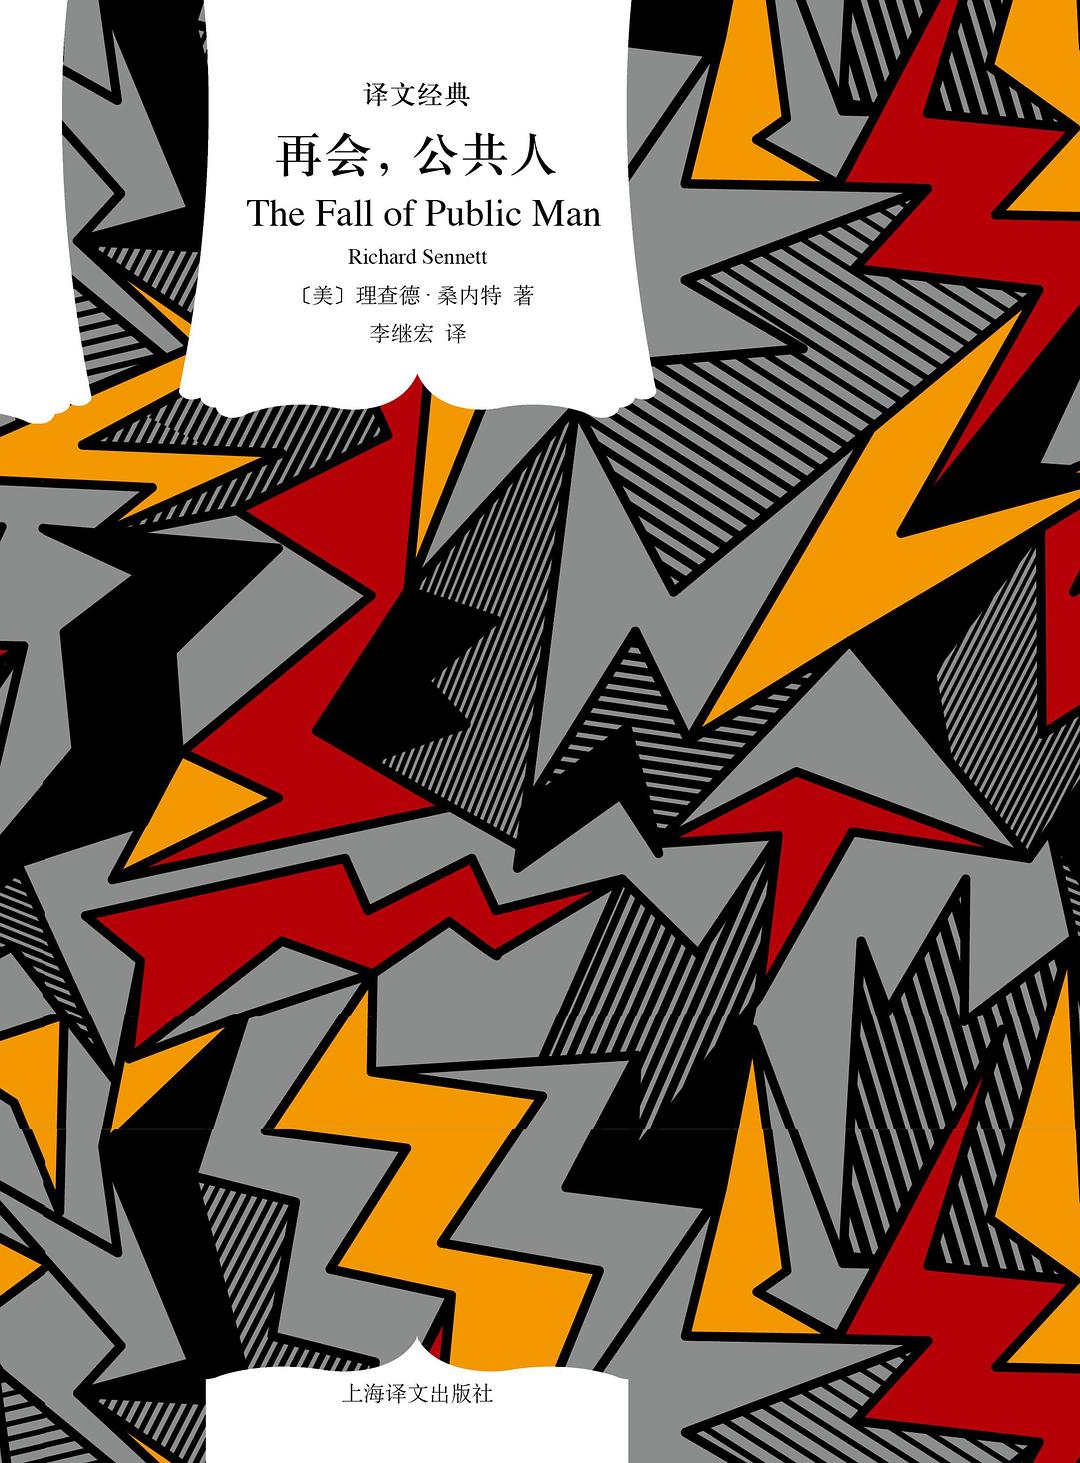 译文经典
再会，公共人
The Fall of Public Man
Richard Sennett
〔美〕理查德·桑内特 著
李继宏 译
上海译文出版社